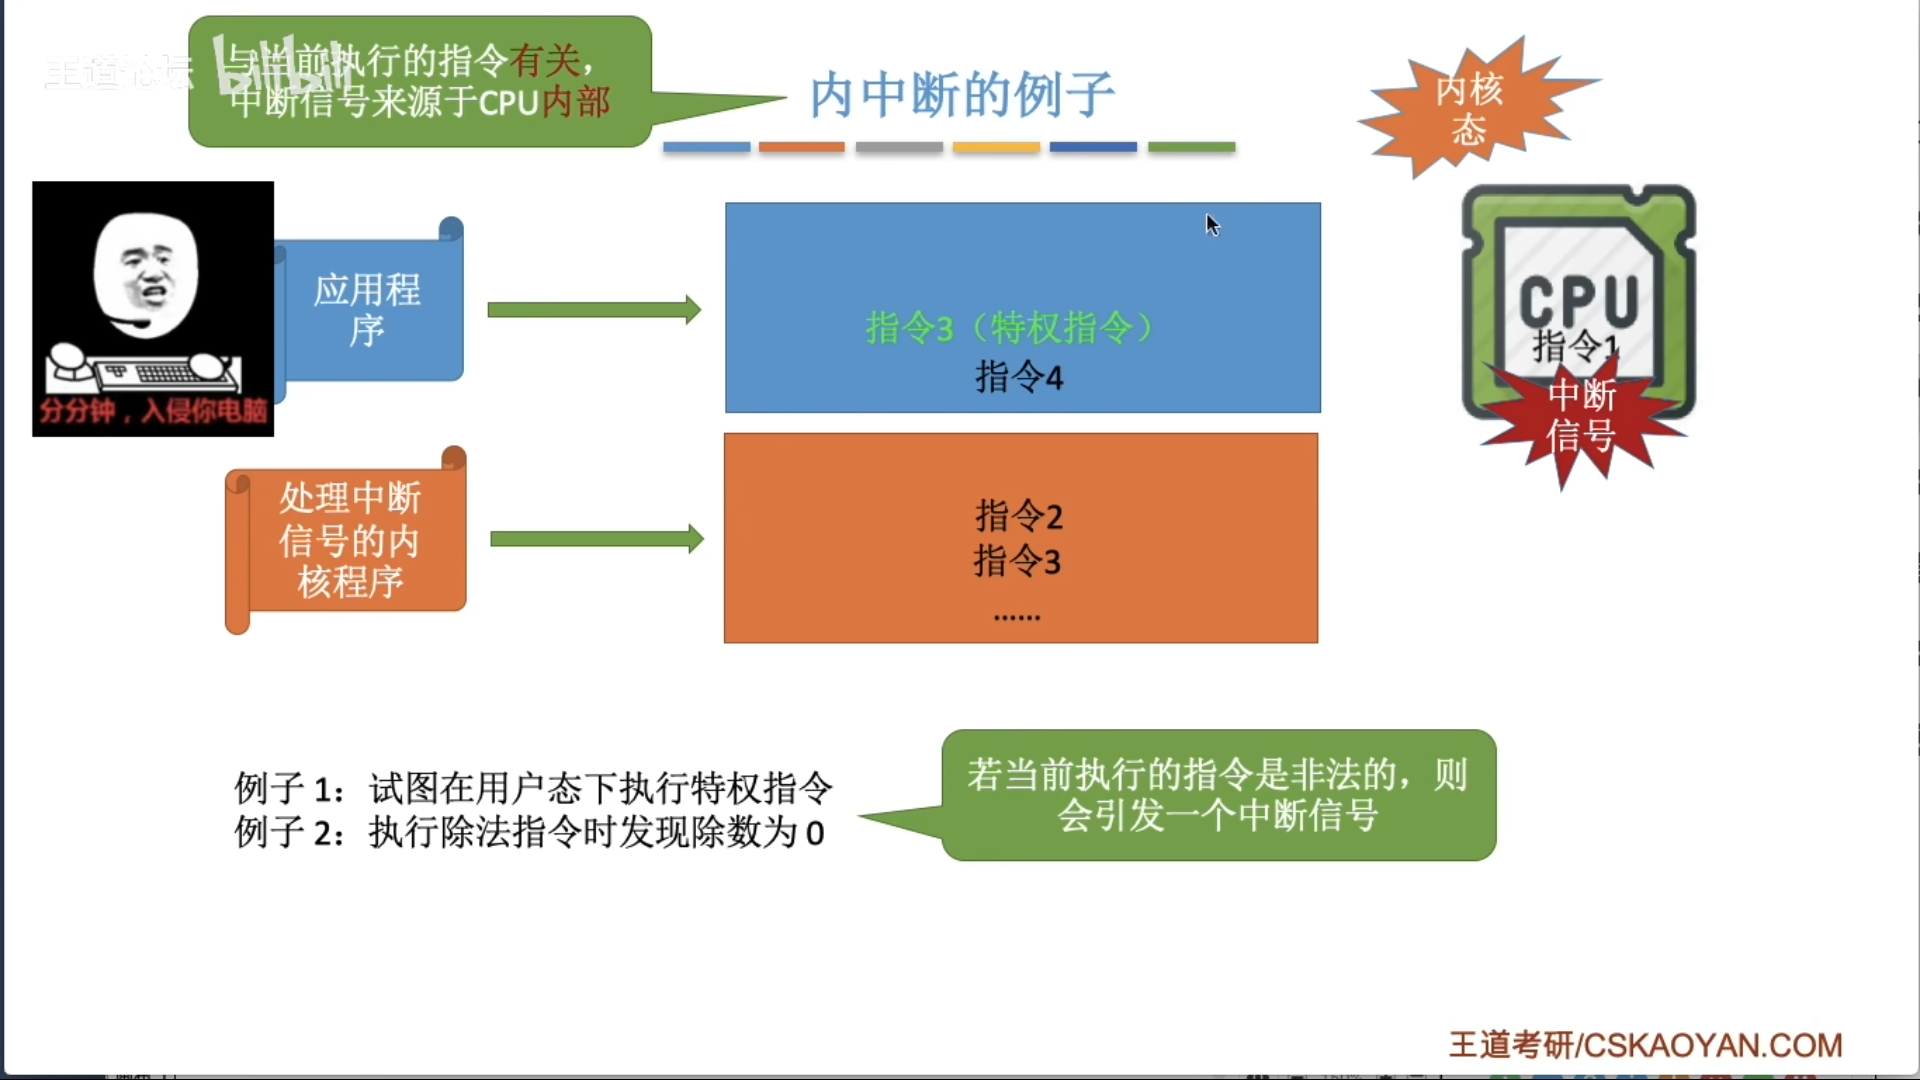 王道论坛
bilibili
与当前执行的指令有关，
中断信号来源于CPU内部
内中断的例子
内核
态
应用程
序
分分钟，入侵你电脑
指令3（特权指令）
指令4
CPU
指令1
中断
信号
处理中断
信号的内
核程序
指令2
指令3
......
例子 1：试图在用户态下执行特权指令
例子 2：执行除法指令时发现除数为 0
若当前执行的指令是非法的，则
会引发一个中断信号
王道考研/CSKAOYAN.COM